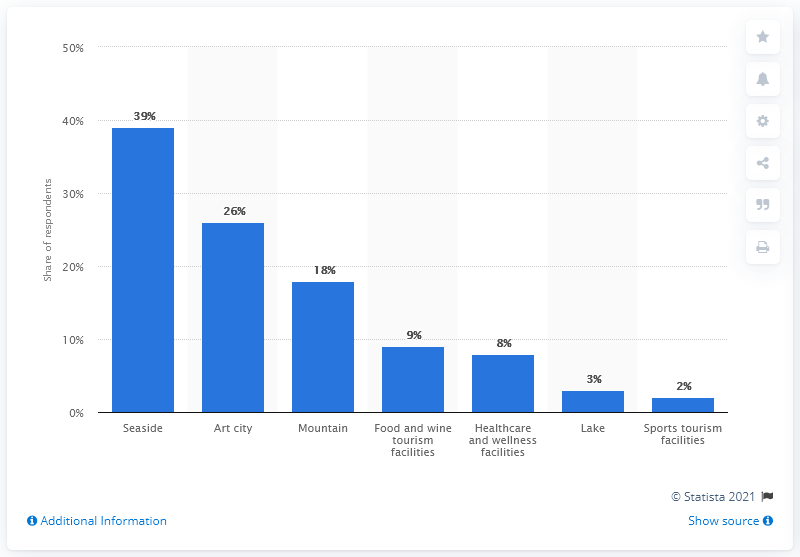 50%
40%
30%
20%
10%
0%
Share of respondents
39%
26%
18%
9%
8%
3%
2%
Seaside
Art city
Mountain
Food and wine
tourism
facilities
Healthcare
and wellness
facilities
Lake
Sports tourism
facilities
© Statista 2021
Additional Information
Show source